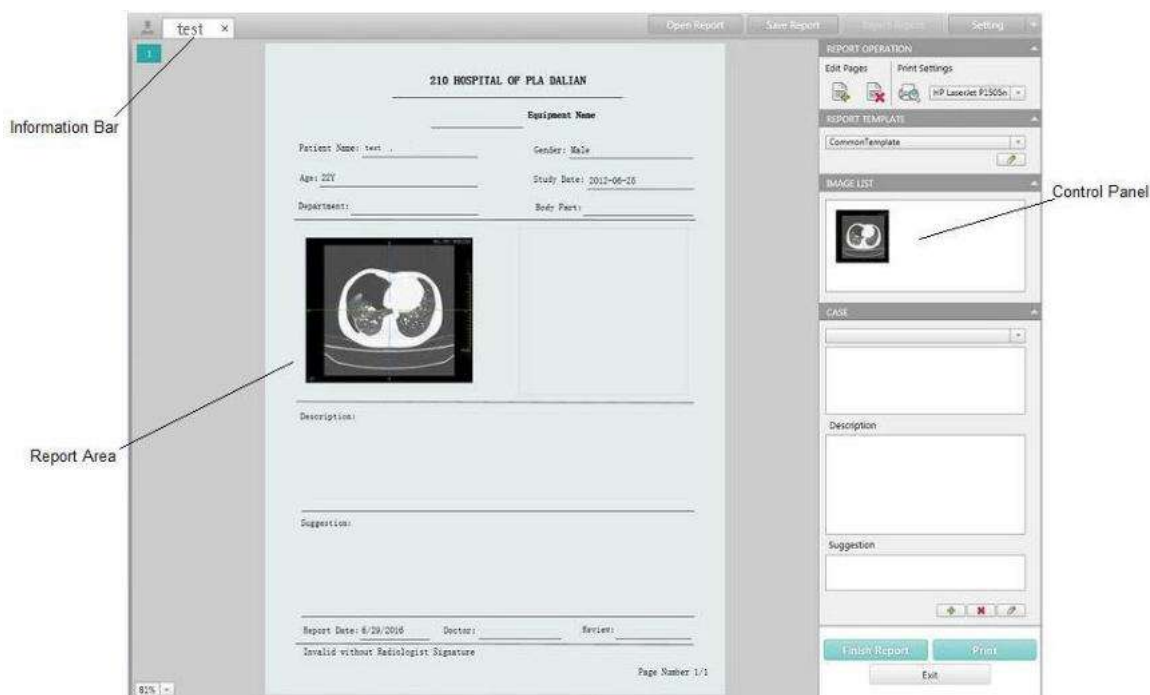 test ×
Open Report Save Report Setting
1
Information Bar
Report Area
Control Panel
210 HOSPITAL OF PLA DALIAN
Equipment Name
Patient Name: test . Gender: Male
Age: 22Y Study Date: 2012-06-28
Department: Body Part:
Description:
Suggestion:
Report Date: 6/29/2016 Doctor: Review:
Invalid without Radiologist Signature
Page Number 1/1
81%
REPORT OPERATION
Edit Pages Print Settings
HP LaserJet P1505n
REPORT TEMPLATE
CommonTemplate
IMAGE LIST
CASE
Description
Suggestion
Finish Report Print
Exit